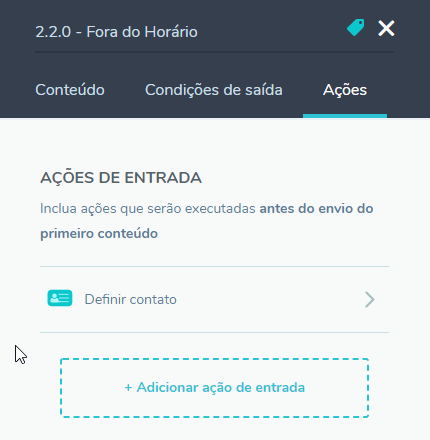 2.2.0 - Fora do Horário
Conteúdo Condições de saída Ações
AÇÕES DE ENTRADA
Inclua ações que serão executadas antes do envio do
primeiro conteúdo
Definir contato
+ Adicionar ação de entrada